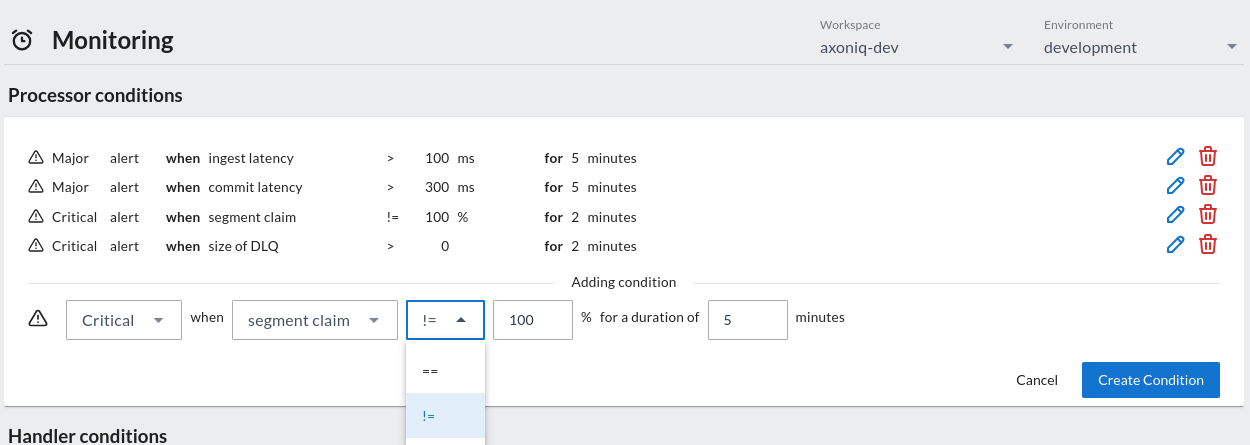 Monitoring
Workspace
axoniq-dev
Environment
development
Processor conditions
Major alert when ingest latency > 100 ms for 5 minutes
Major alert when commit latency > 300 ms for 5 minutes
Critical alert when segment claim != 100 % for 2 minutes
Critical alert when size of DLQ > 0 for 2 minutes
Adding condition
Critical when segment claim != 100 % for a duration of 5 minutes
==
!=
Cancel
Create Condition
Handler conditions